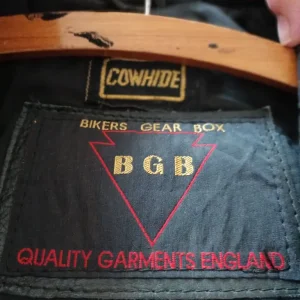 COWHIDE
BIKERS GEAR BOX
BGB
QUALITY GARMENTS ENGLAND